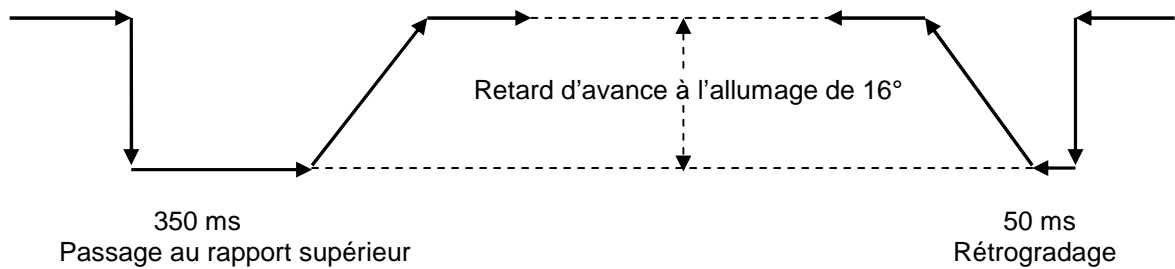 Retard d'avance à l'allumage de 16°
350 ms
Passage au rapport supérieur
50 ms
Rétrogradage